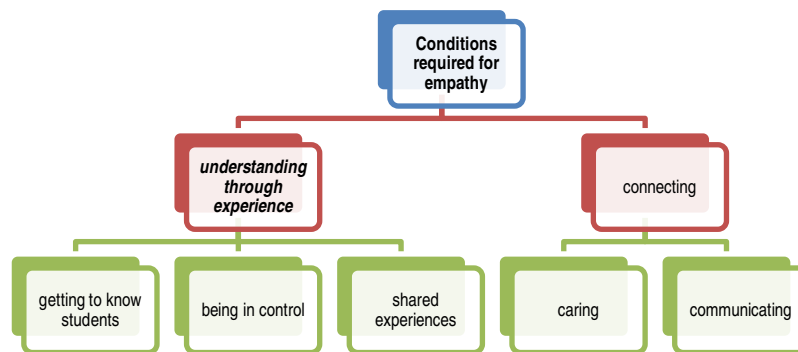 Conditions
required for
empathy
understanding
through
experience
connecting
getting to know
students
being in control
shared
experiences
caring
communicating